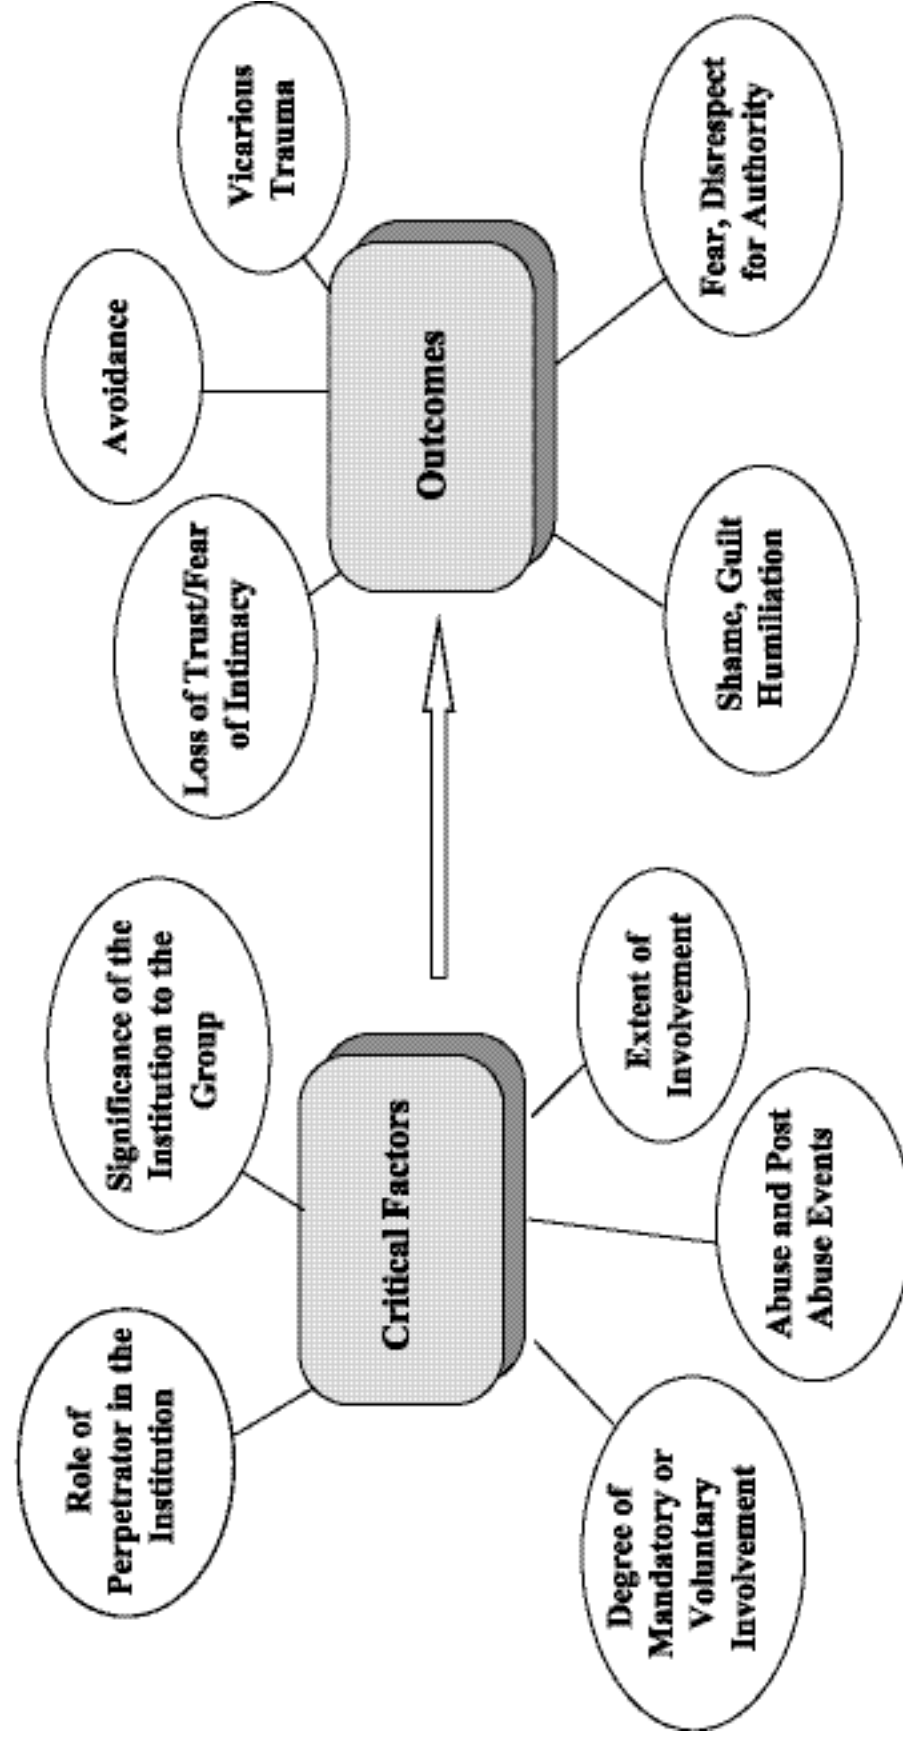 Role of
Perpetrator in the
Institution
Significance of the
Institution to the
Group
Critical Factors
Degree of
Mandatory or
Voluntary
Involvement
Abuse and Post
Abuse Events
Extent of
Involvement
Loss of Trust/Fear
of Intimacy
Avoidance
Vicarious
Trauma
Outcomes
Shame, Guilt
Humiliation
Fear, Disrespect
for Authority